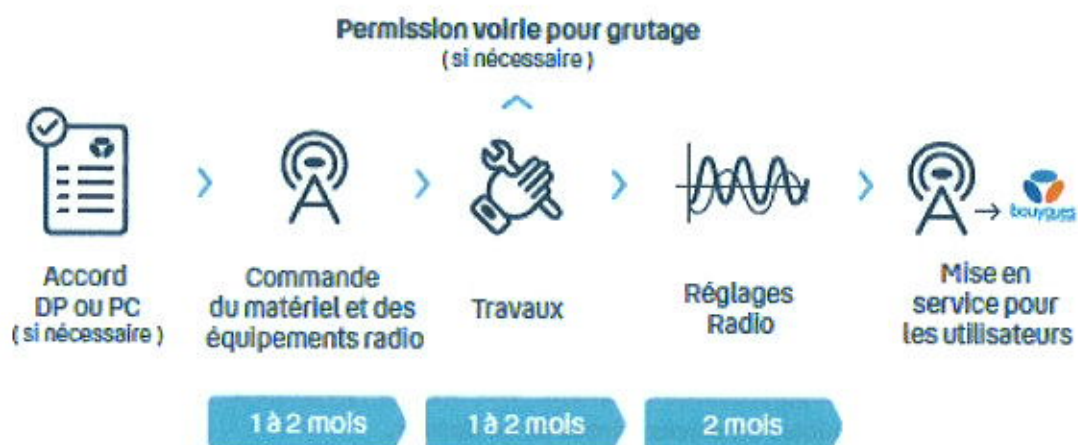 Permission voirie pour grutage
( si nécessaire )
Accord
DP ou PC
( si nécessaire )
Commande
du matériel et des
équipements radio
Travaux
Réglages
Radio
bouygues
Mise en
service pour
les utilisateurs
1 à 2 mois
1 à 2 mois
2 mois